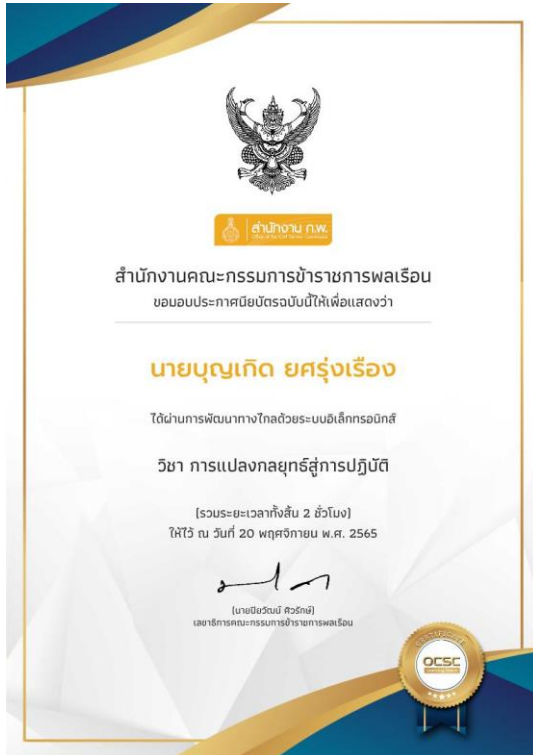 สำนักงาน ก.พ.
สำนักงานคณะกรรมการข้าราชการพลเรือน
ขอมอบประกาศนียบัตรฉบับนี้ให้เพื่อแสดงว่า
นายบุญเกิด ยศรุ่งเรือง
ได้ผ่านการพัฒนาทางไกลด้วยระบบอิเล็กทรอนิกส์
วิชา การแปลงกลยุทธ์สู่การปฏิบัติ
(รวมระยะเวลาทั้งสิ้น 2 ชั่วโมง)
ให้ไว้ ณ วันที่ 20 พฤศจิกายน พ.ศ. 2565
(นายปิยวัฒน์ ศิวรักษ์)
เลขาธิการคณะกรรมการข้าราชการพลเรือน
CERTIFICATE
OCSC